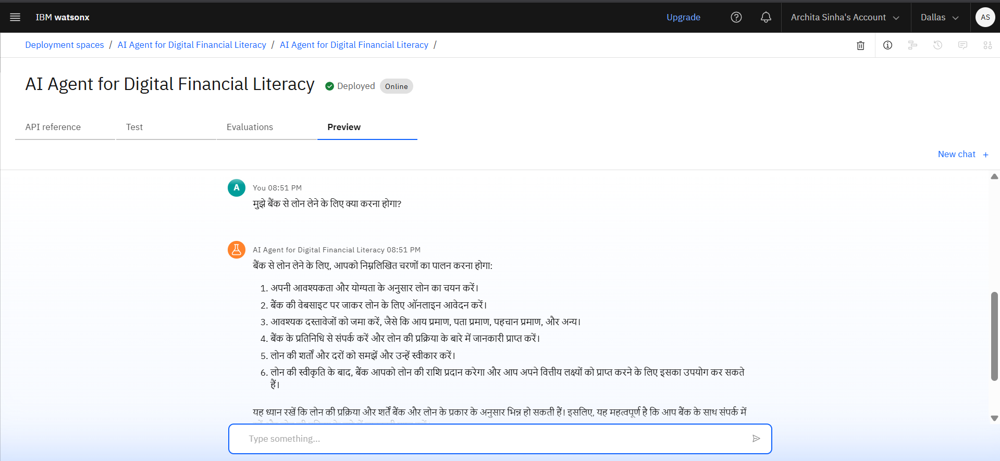 IBM watsonx
Upgrade
Archita Sinha's Account
Dallas
AS
Deployment spaces / AI Agent for Digital Financial Literacy / AI Agent for Digital Financial Literacy /
AI Agent for Digital Financial Literacy
Deployed
Online
API reference
Test
Evaluations
Preview
New chat +
A
You 08:51 PM
मुझे बैंक से लोन लेने के लिए क्या करना होगा?
AI Agent for Digital Financial Literacy 08:51 PM
बैंक से लोन लेने के लिए, आपको निम्नलिखित चरणों का पालन करना होगा:
1. अपनी आवश्यकता और योग्यता के अनुसार लोन का चयन करें।
2. बैंक की वेबसाइट पर जाकर लोन के लिए ऑनलाइन आवेदन करें।
3. आवश्यक दस्तावेजों को जमा करें, जैसे कि आय प्रमाण, पता प्रमाण, पहचान प्रमाण, और अन्य।
4. बैंक के प्रतिनिधि से संपर्क करें और लोन की प्रक्रिया के बारे में जानकारी प्राप्त करें।
5. लोन की शर्तों और दरों को समझें और उन्हें स्वीकार करें।
6. लोन की स्वीकृति के बाद, बैंक आपको लोन की राशि प्रदान करेगा और आप अपने वित्तीय लक्ष्यों को प्राप्त करने के लिए इसका उपयोग कर सकते
हैं।
यह ध्यान रखें कि लोन की प्रक्रिया और शर्तें बैंक और लोन के प्रकार के अनुसार भिन्न हो सकती हैं। इसलिए, यह महत्वपूर्ण है कि आप बैंक के साथ संपर्क में
Type something...